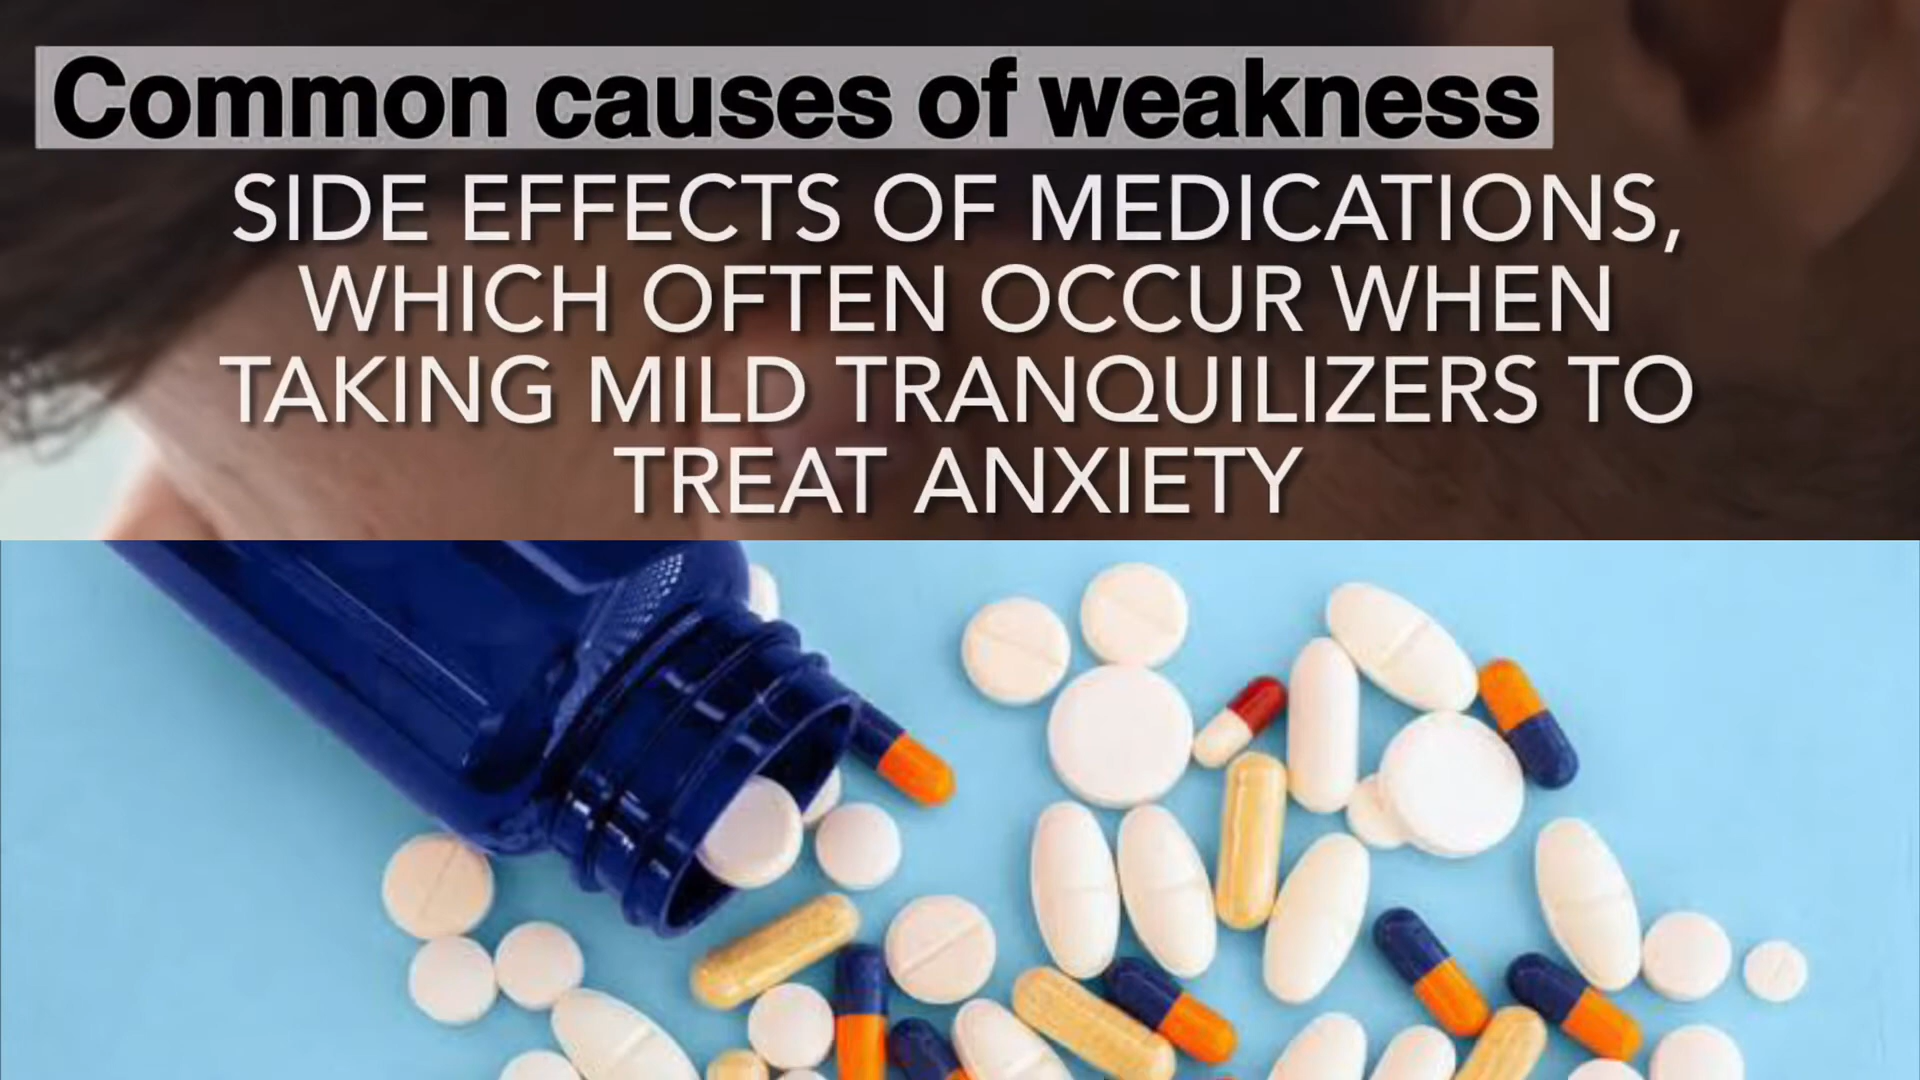 Common causes of weakness
SIDE EFFECTS OF MEDICATIONS,
WHICH OFTEN OCCUR WHEN
TAKING MILD TRANQUILIZERS TO
TREAT ANXIETY